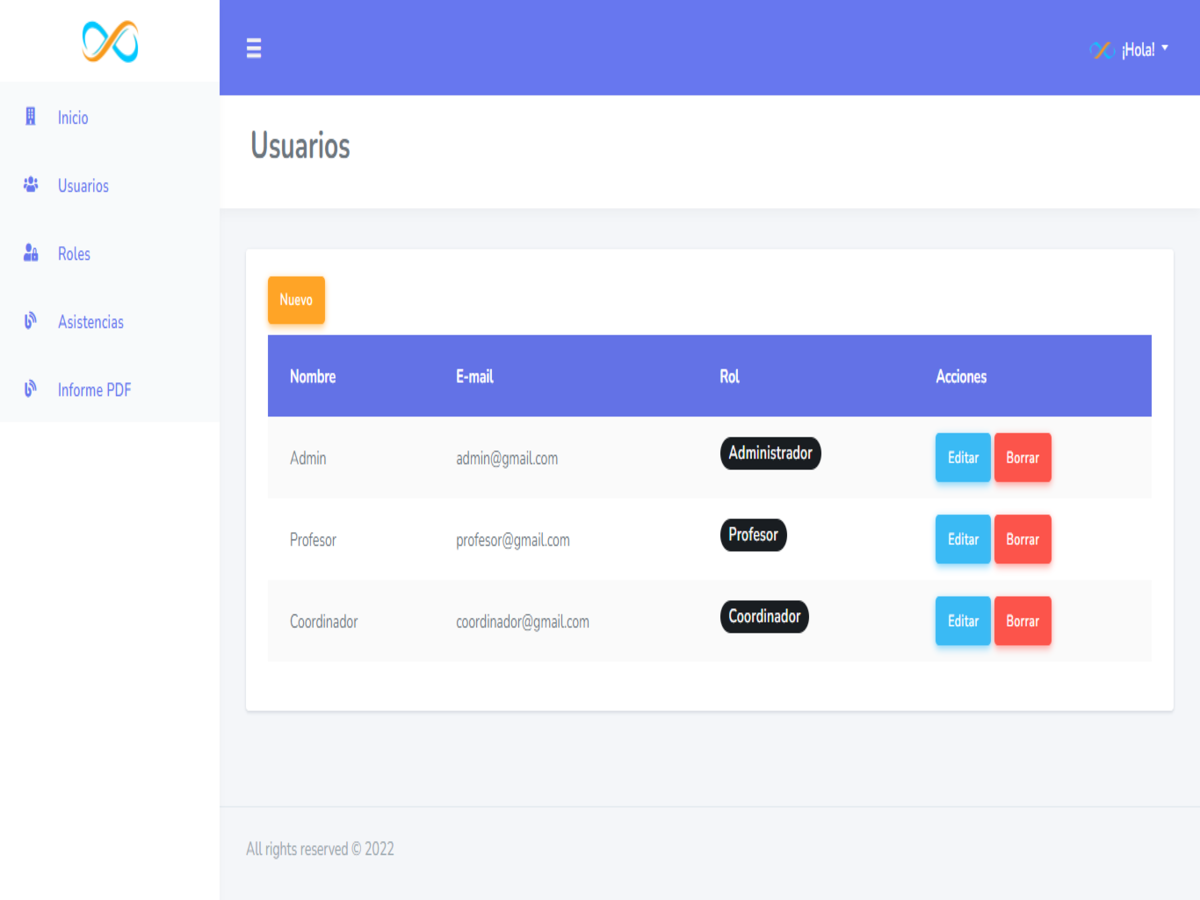 ¡Hola!
Inicio
Usuarios
Roles
Asistencias
Informe PDF
Usuarios
Nuevo
Nombre E-mail Rol Acciones
Admin admin@gmail.com Administrador Editar Borrar
Profesor profesor@gmail.com Profesor Editar Borrar
Coordinador coordinador@gmail.com Coordinador Editar Borrar
All rights reserved © 2022